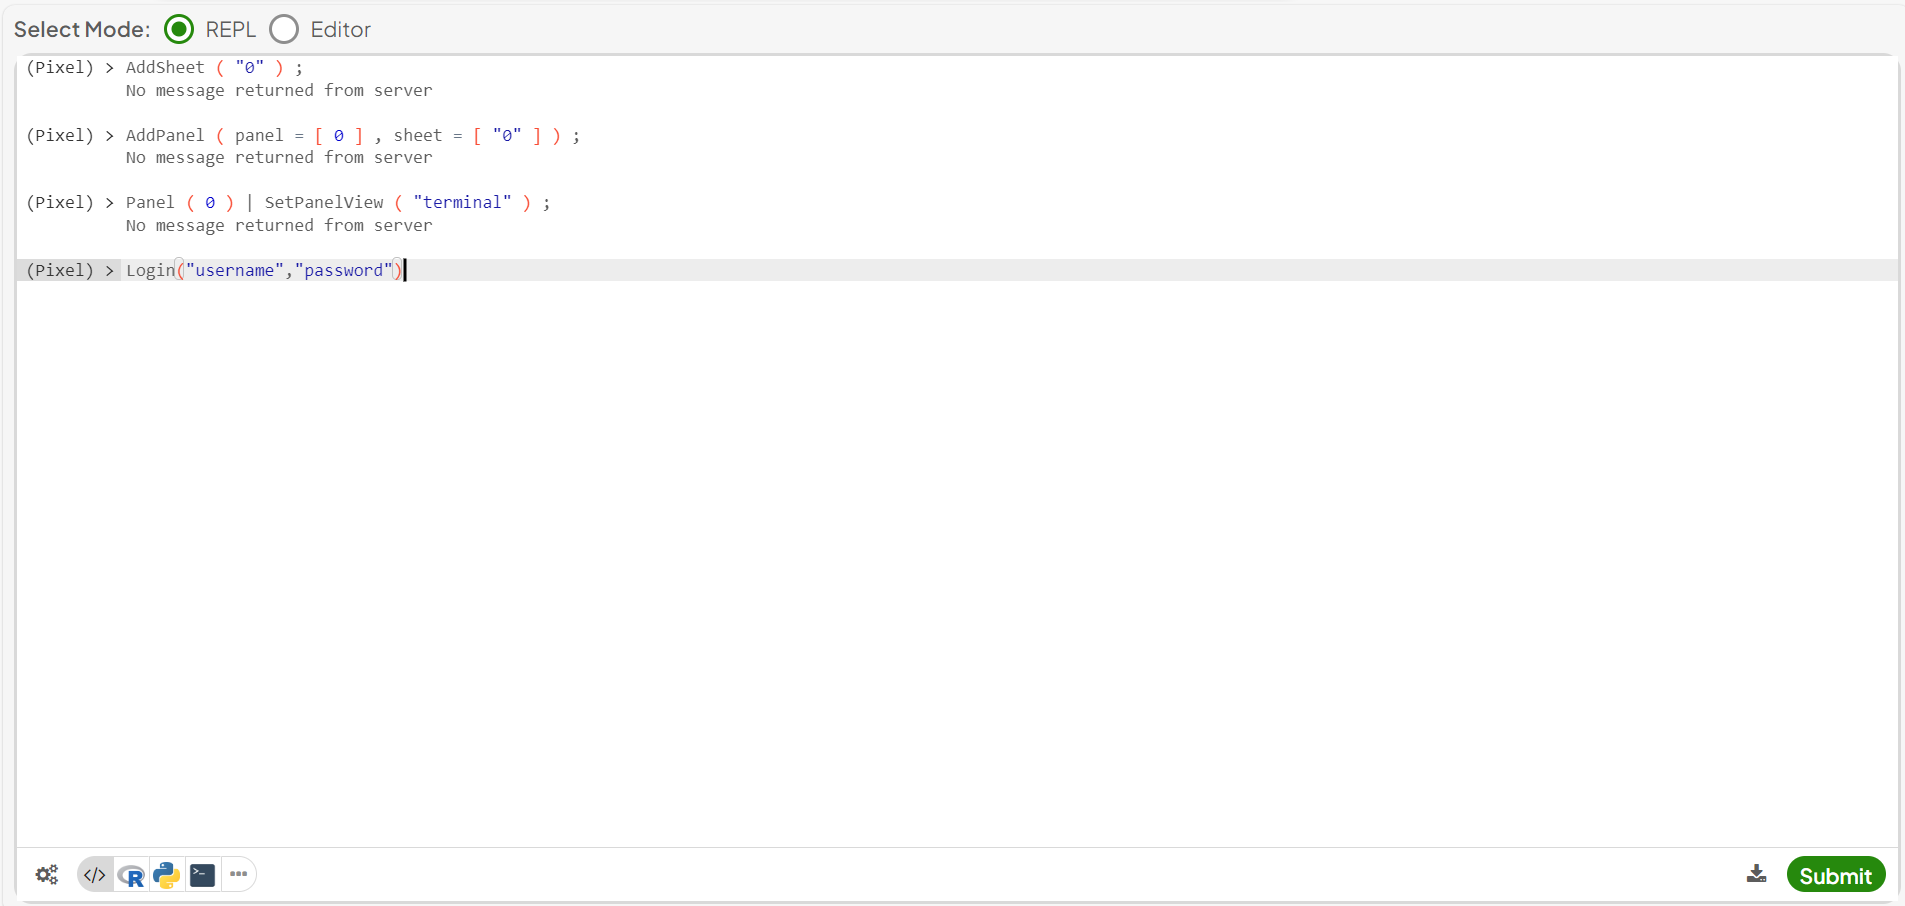 Select Mode: REPL Editor
(Pixel) > AddSheet ( "0" ) ;
No message returned from server
(Pixel) > AddPanel ( panel = [ 0 ] , sheet = [ "0" ] ) ;
No message returned from server
(Pixel) > Panel ( 0 ) | SetPanelView ( "terminal" ) ;
No message returned from server
(Pixel) > Login("username","password")
</> R >_ Submit